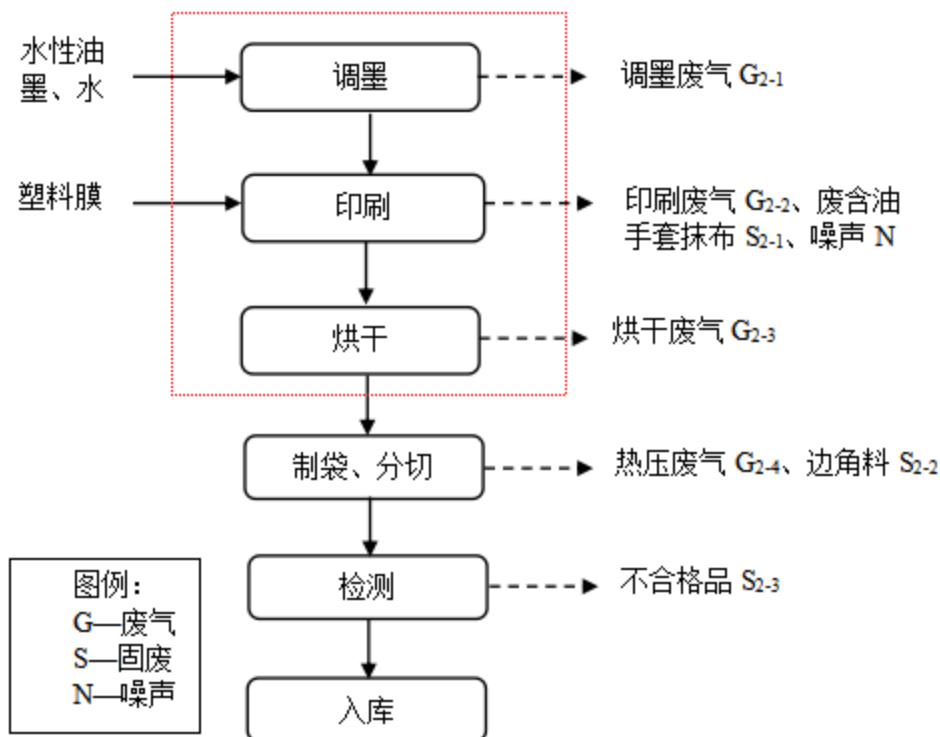 水性油
墨、水
调墨
调墨废气 G2-1
塑料膜
印刷
印刷废气 G2-2、废含油
手套抹布 S2-1、噪声 N
烘干
烘干废气 G2-3
制袋、分切
热压废气 G2-4、边角料 S2-2
检测
不合格品 S2-3
图例：
G—废气
S—固废
N—噪声
入库